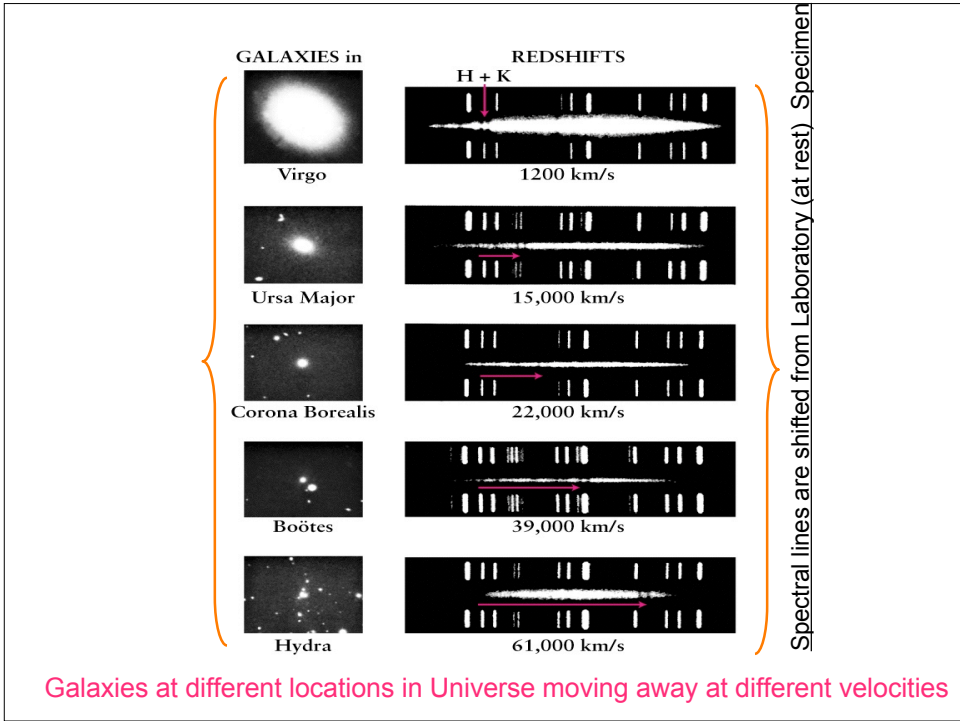 GALAXIES in
REDSHIFTS
H + K
Virgo
1200 km/s
Ursa Major
15,000 km/s
Corona Borealis
22,000 km/s
Boötes
39,000 km/s
Hydra
61,000 km/s
Spectral lines are shifted from Laboratory (at rest) Specimen
Galaxies at different locations in Universe moving away at different velocities